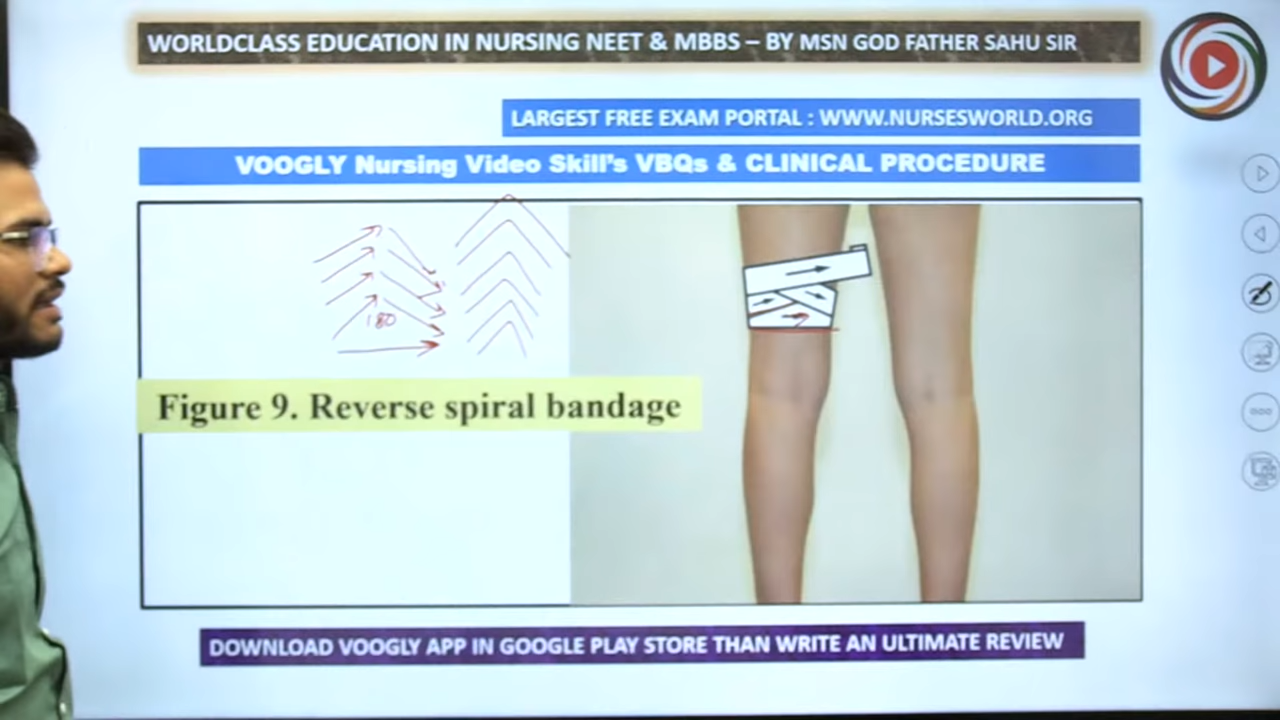 WORLDCLASS EDUCATION IN NURSING NEET & MBBS – BY MSN GOD FATHER SAHU SIR
LARGEST FREE EXAM PORTAL : WWW.NURSESWORLD.ORG
VOOGLY Nursing Video Skill's VBQs & CLINICAL PROCEDURE
180
Figure 9. Reverse spiral bandage
DOWNLOAD VOOGLY APP IN GOOGLE PLAY STORE THAN WRITE AN ULTIMATE REVIEW